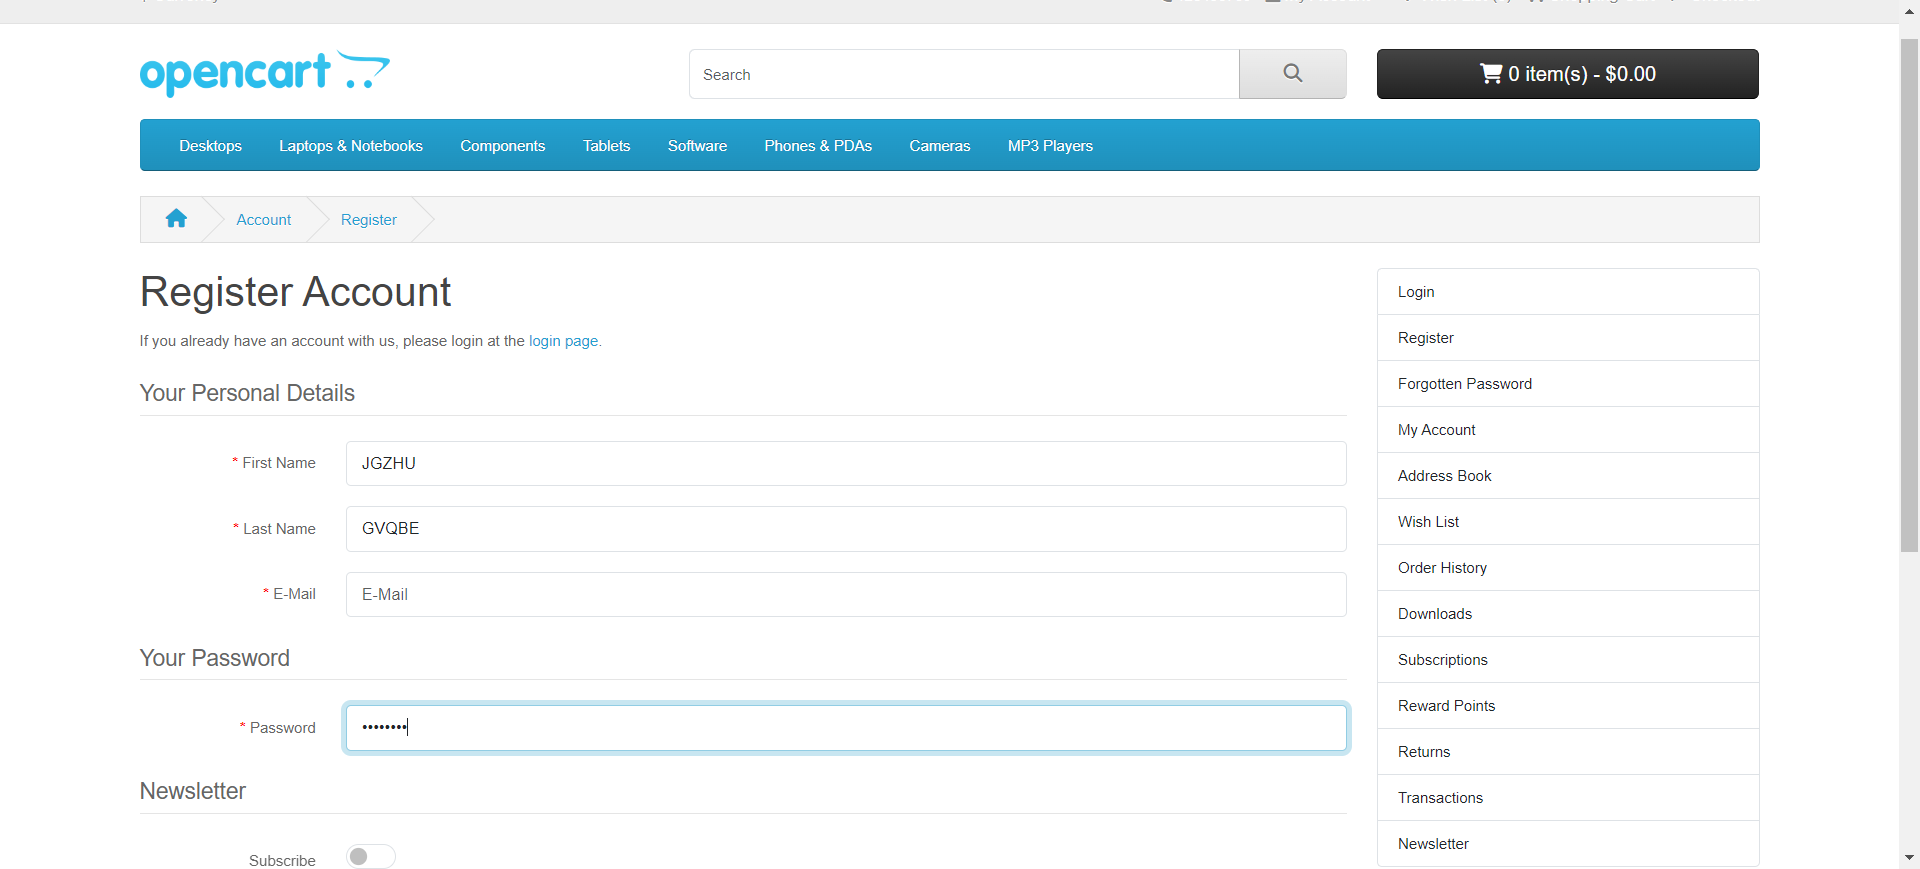 opencart
Search
0 item(s) - $0.00
Desktops Laptops & Notebooks Components Tablets Software Phones & PDAs Cameras MP3 Players
Account Register
Register Account
If you already have an account with us, please login at the login page.
Your Personal Details
* First Name JGZHU
* Last Name GVQBE
* E-Mail E-Mail
Your Password
* Password ••••••••
Newsletter
Subscribe
Login
Register
Forgotten Password
My Account
Address Book
Wish List
Order History
Downloads
Subscriptions
Reward Points
Returns
Transactions
Newsletter